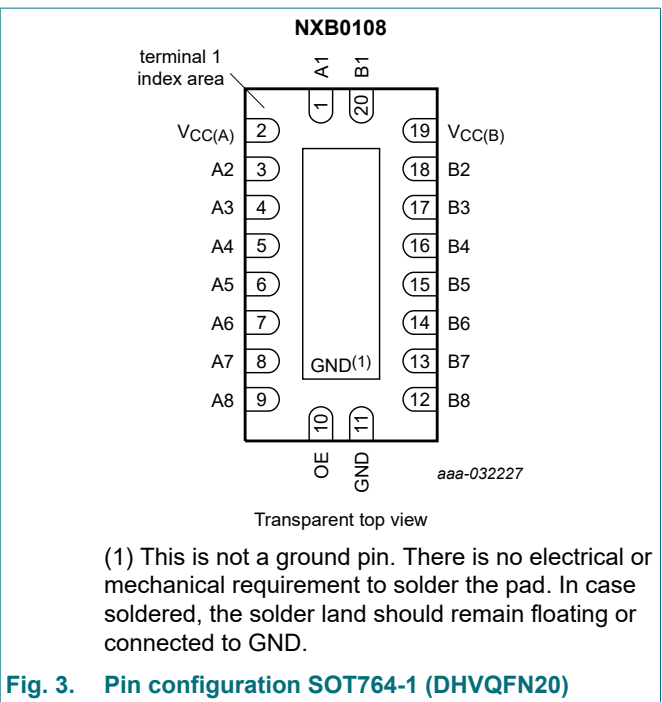 NXB0108
terminal 1
index area
A1
B1
1
20
VCC(A) 2 19 VCC(B)
A2 3 18 B2
A3 4 17 B3
A4 5 16 B4
A5 6 15 B5
A6 7 14 B6
A7 8 GND(1) 13 B7
A8 9 12 B8
10
11
OE
GND
aaa-032227
Transparent top view
(1) This is not a ground pin. There is no electrical or
mechanical requirement to solder the pad. In case
soldered, the solder land should remain floating or
connected to GND.
Fig. 3. Pin configuration SOT764-1 (DHVQFN20)